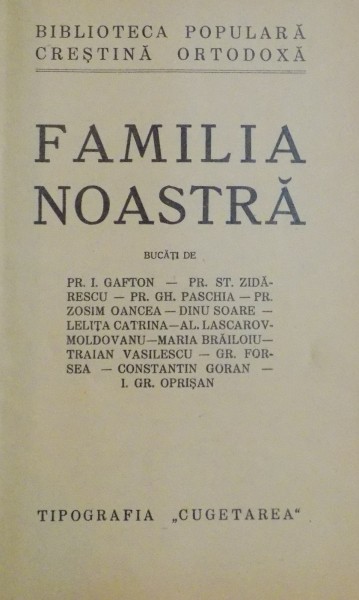 BIBLIOTECA POPULARĂ
CREŞTINĂ ORTODOXĂ
FAMILIA
NOASTRĂ
BUCĂȚI DE
PR. I. GAFTON — PR. ST. ZIDĂ-
RESCU — PR. GH. PASCHIA — PR.
ZOSIM OANCEA — DINU SOARE —
LELIȚA CATRINA—AL. LASCAROV-
MOLDOVANU—MARIA BRĂILOIU—
TRAIAN VASILESCU — GR. FOR-
SEA — CONSTANTIN GORAN —
I. GR. OPRIŞAN
TIPOGRAFIA „CUGETAREA“